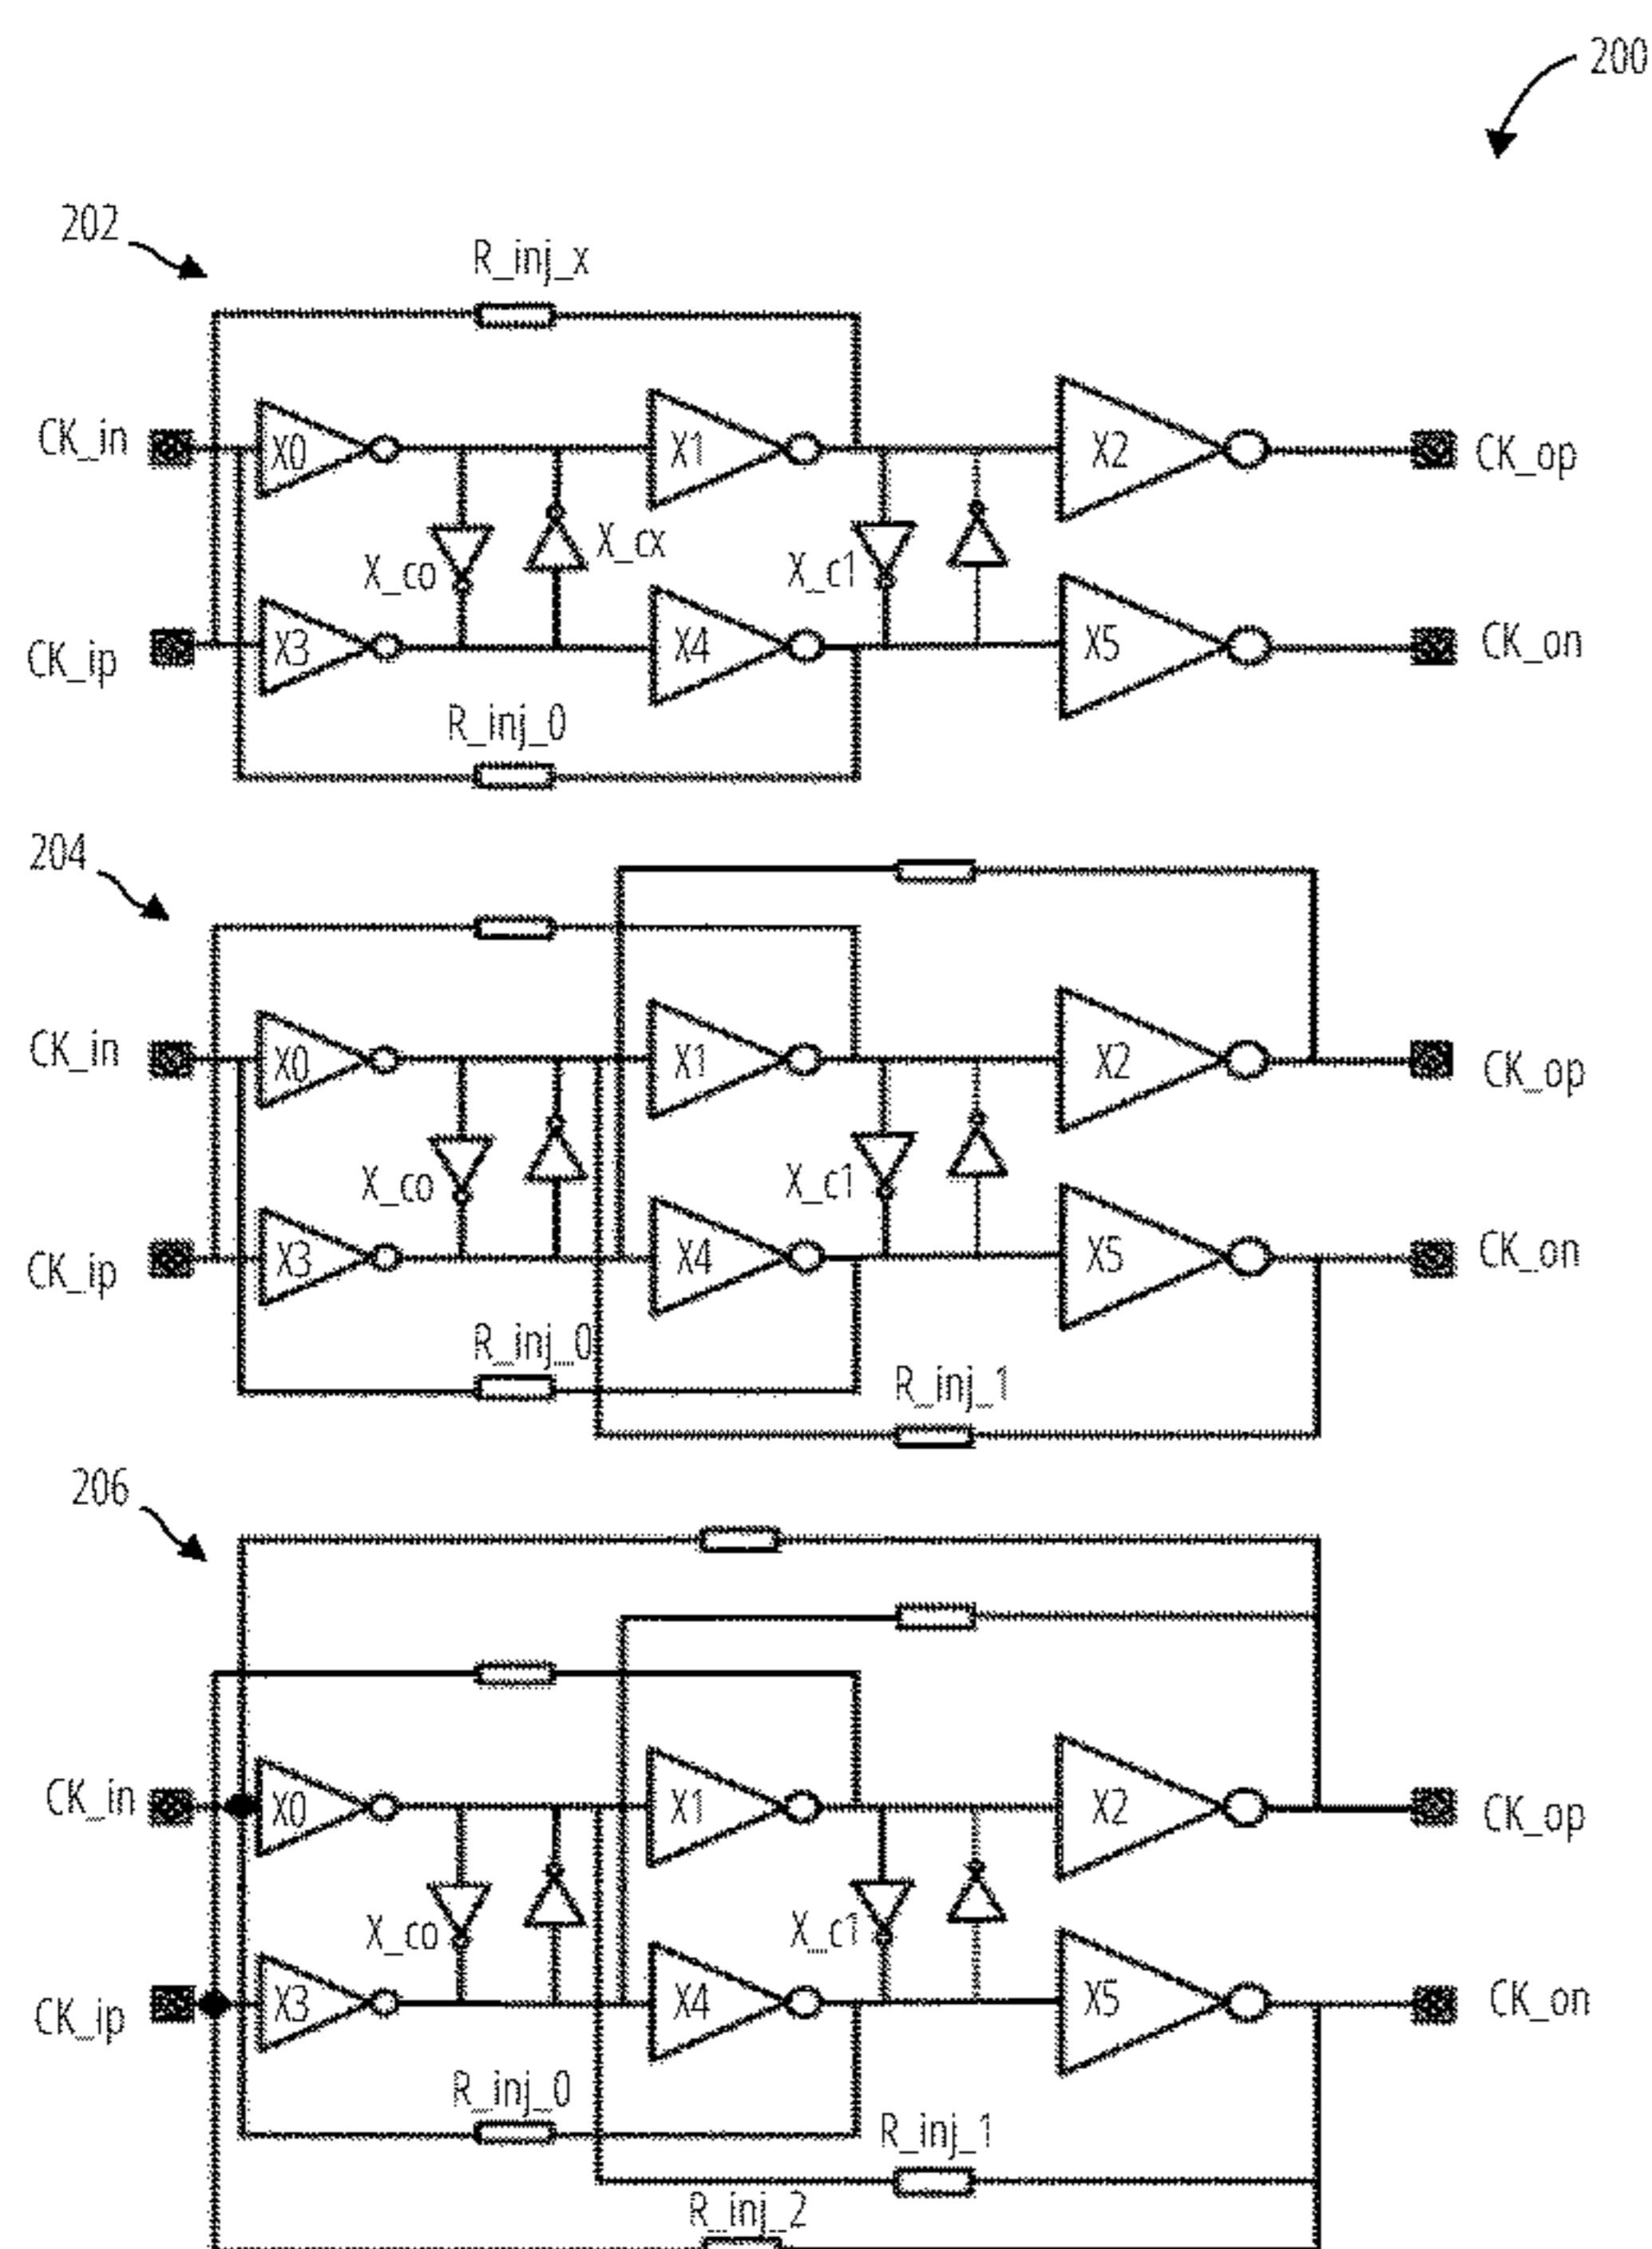 200
202
R_inj_x
CK_in
X0
X1
X2
CK_op
X_co
X_cx
X_c1
CK_ip
X3
X4
X5
CK_on
R_inj_0
204
CK_in
X0
X1
X2
CK_op
X_co
X_c1
CK_ip
X3
X4
X5
CK_on
R_inj_0
R_inj_1
206
CK_in
X0
X1
X2
CK_op
X_co
X_c1
CK_ip
X3
X4
X5
CK_on
R_inj_0
R_inj_1
R_inj_2